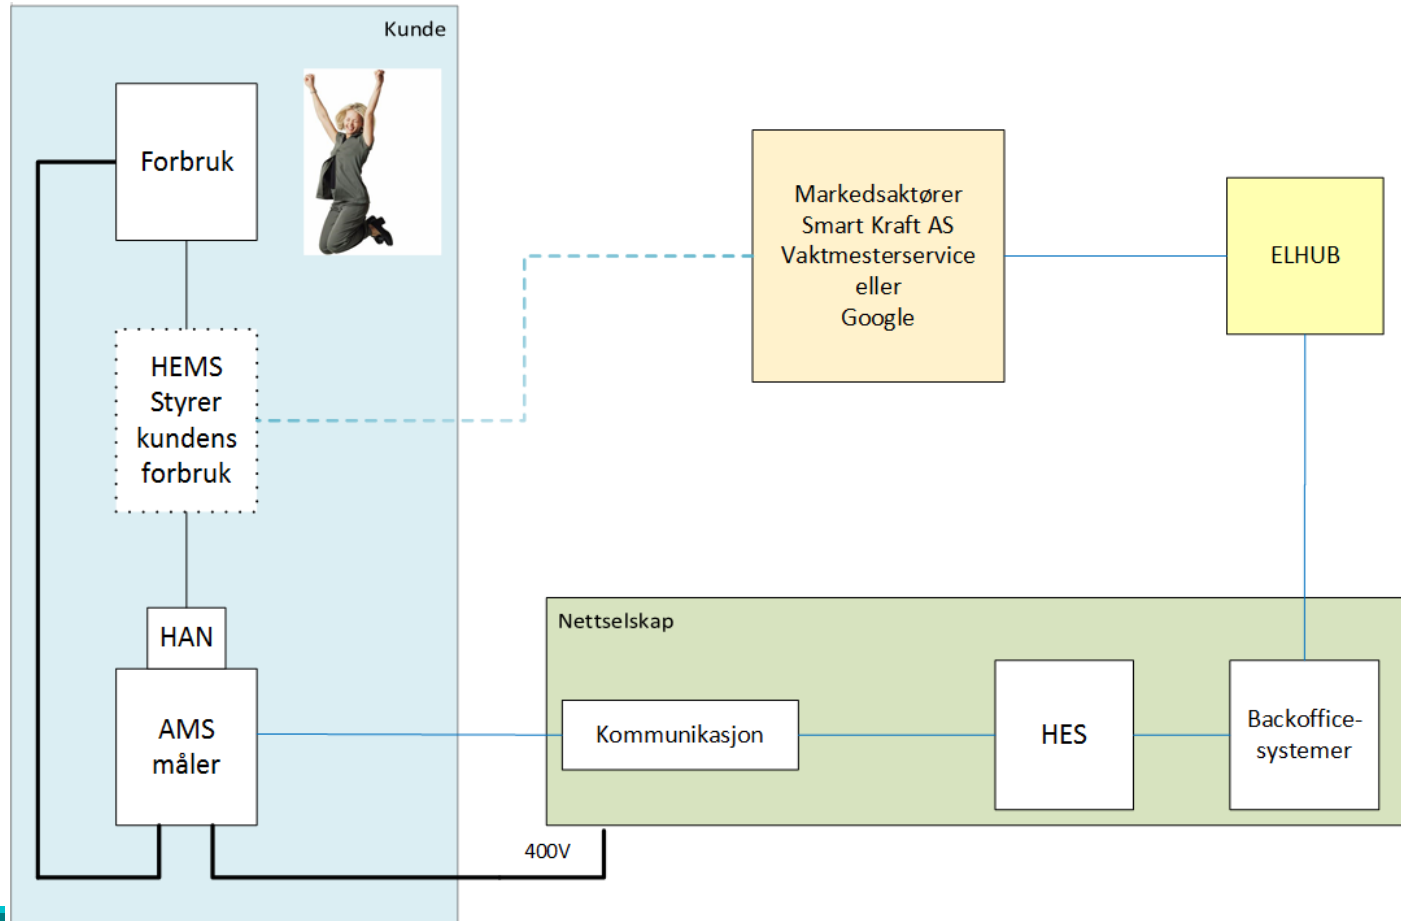 Kunde
Forbruk
HEMS
Styrer
kundens
forbruk
HAN
AMS
måler
Markedsaktører
Smart Kraft AS
Vaktmesterservice
eller
Google
ELHUB
Nettselskap
Kommunikasjon
HES
Backoffice-
systemer
400V